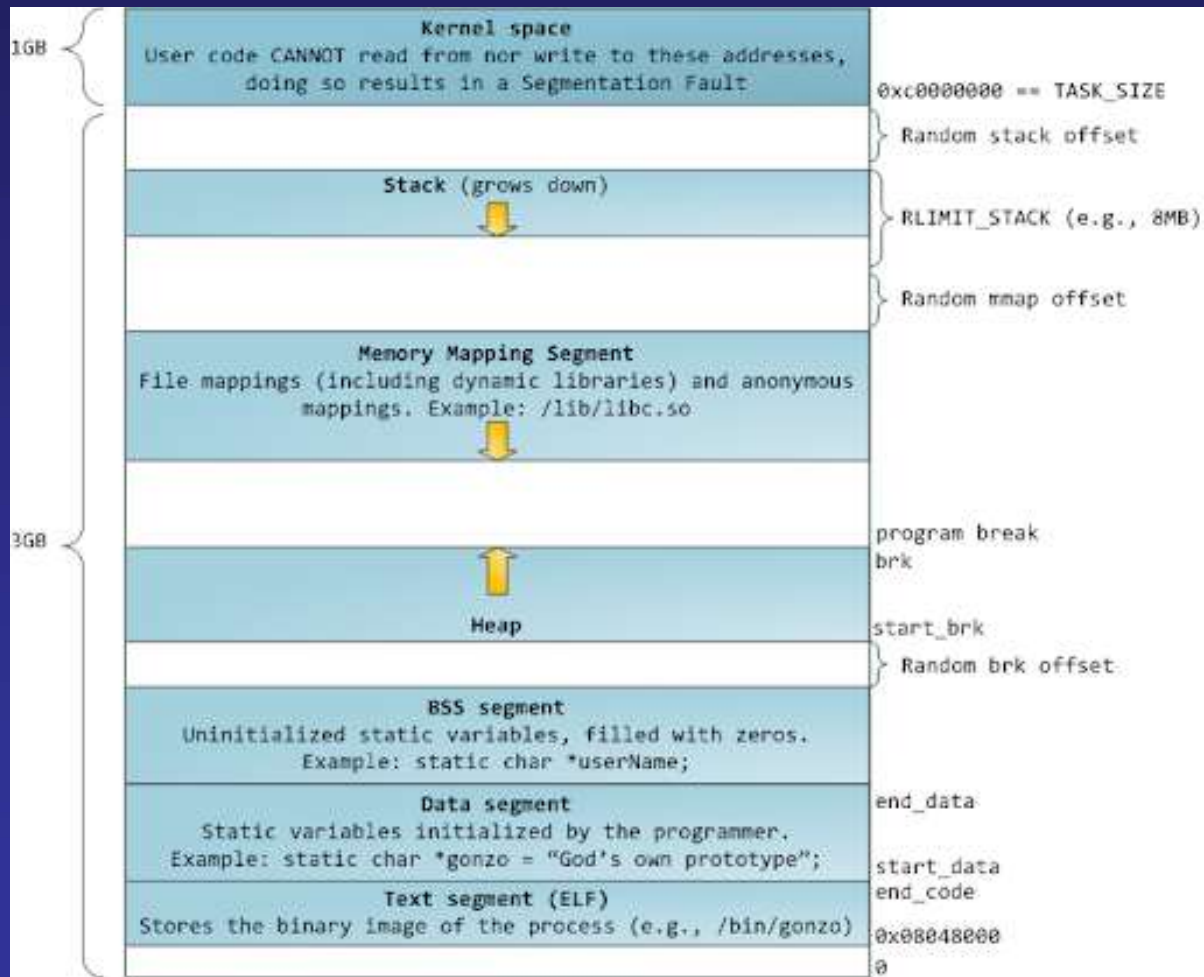 1GB
Kernel space
User code CANNOT read from nor write to these addresses,
doing so results in a Segmentation Fault
0xc0000000 == TASK_SIZE
Random stack offset
Stack (grows down)
RLIMIT_STACK (e.g., 8MB)
Random mmap offset
Memory Mapping Segment
File mappings (including dynamic libraries) and anonymous
mappings. Example: /lib/libc.so
3GB
program break
brk
Heap
start_brk
Random brk offset
BSS segment
Uninitialized static variables, filled with zeros.
Example: static char *userName;
Data segment
Static variables initialized by the programmer.
Example: static char *gonzo = “God’s own prototype”;
end_data
start_data
Text segment (ELF)
Stores the binary image of the process (e.g., /bin/gonzo)
end_code
0x08048000
0